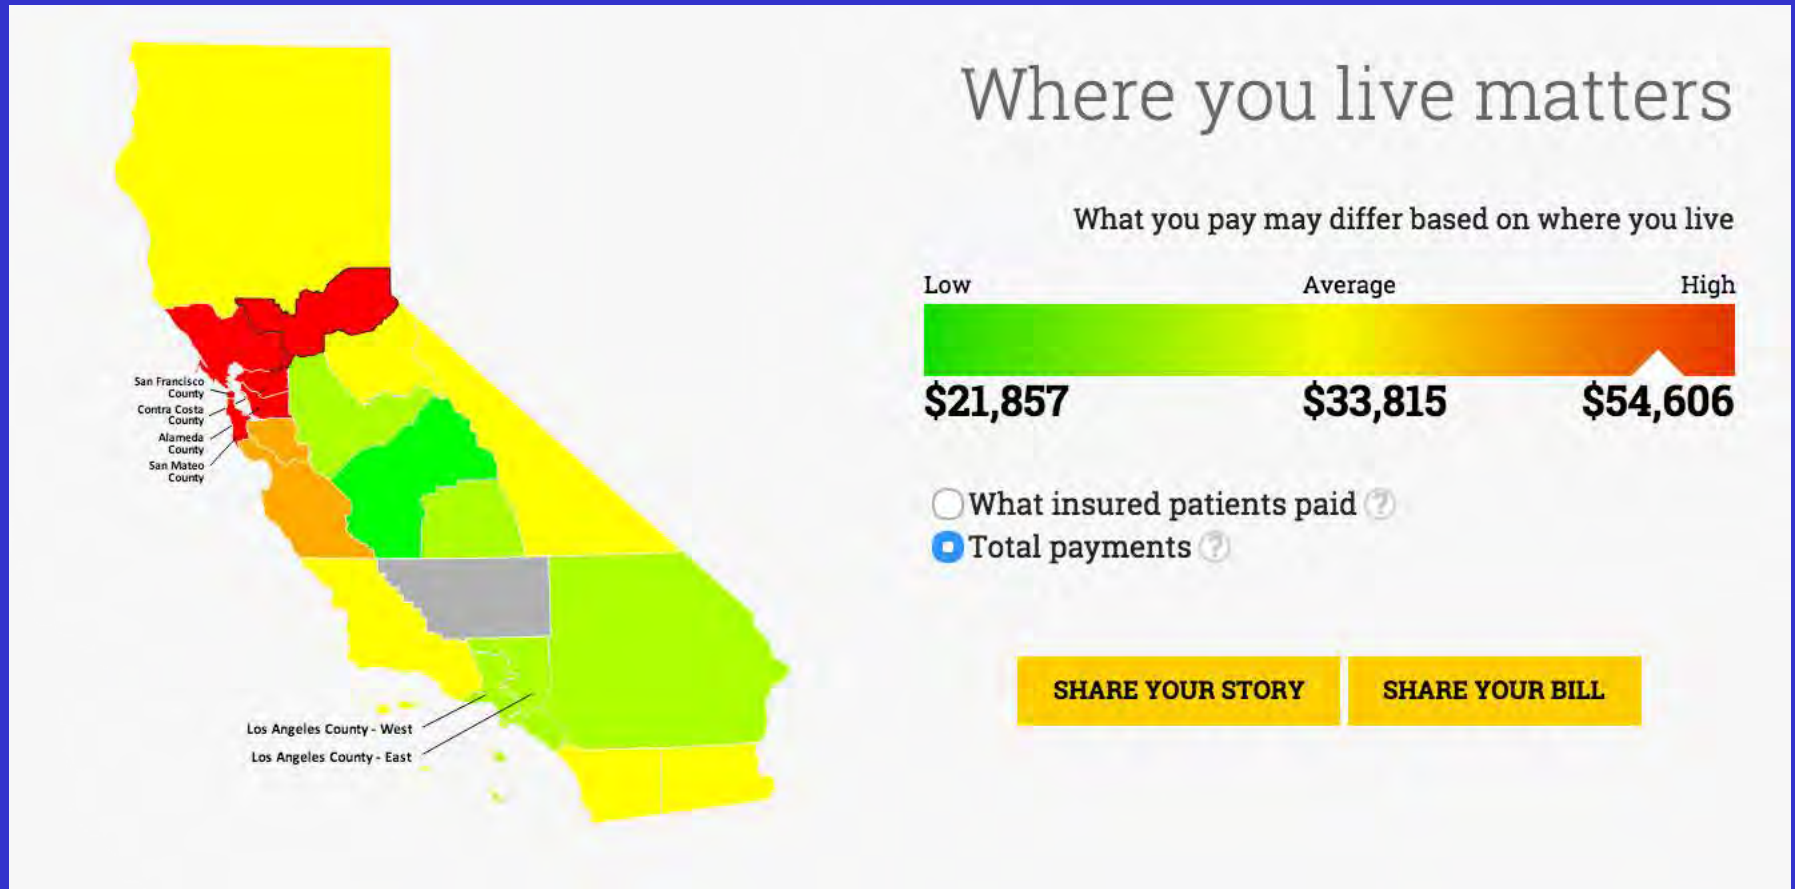 Where you live matters
What you pay may differ based on where you live
Low Average High
$21,857 $33,815 $54,606
What insured patients paid ?
Total payments ?
SHARE YOUR STORY SHARE YOUR BILL
San Francisco
County
Contra Costa
County
Alameda
County
San Mateo
County
Los Angeles County - West
Los Angeles County - East